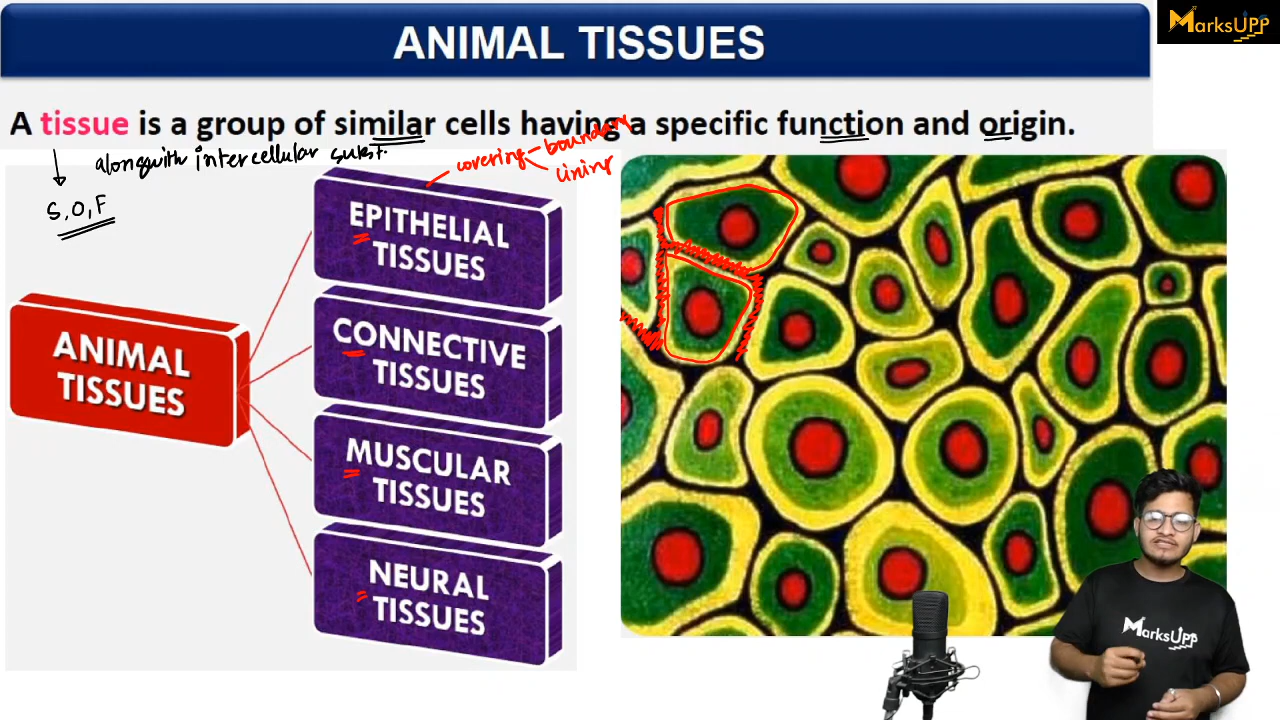 ANIMAL TISSUES
MarksUPP
A tissue is a group of similar cells having a specific function and origin.
alongwith intercellular subst.
covering
boundary
lining
S, O, F
EPITHELIAL
TISSUES
CONNECTIVE
TISSUES
ANIMAL
TISSUES
MUSCULAR
TISSUES
NEURAL
TISSUES
MarksUPP